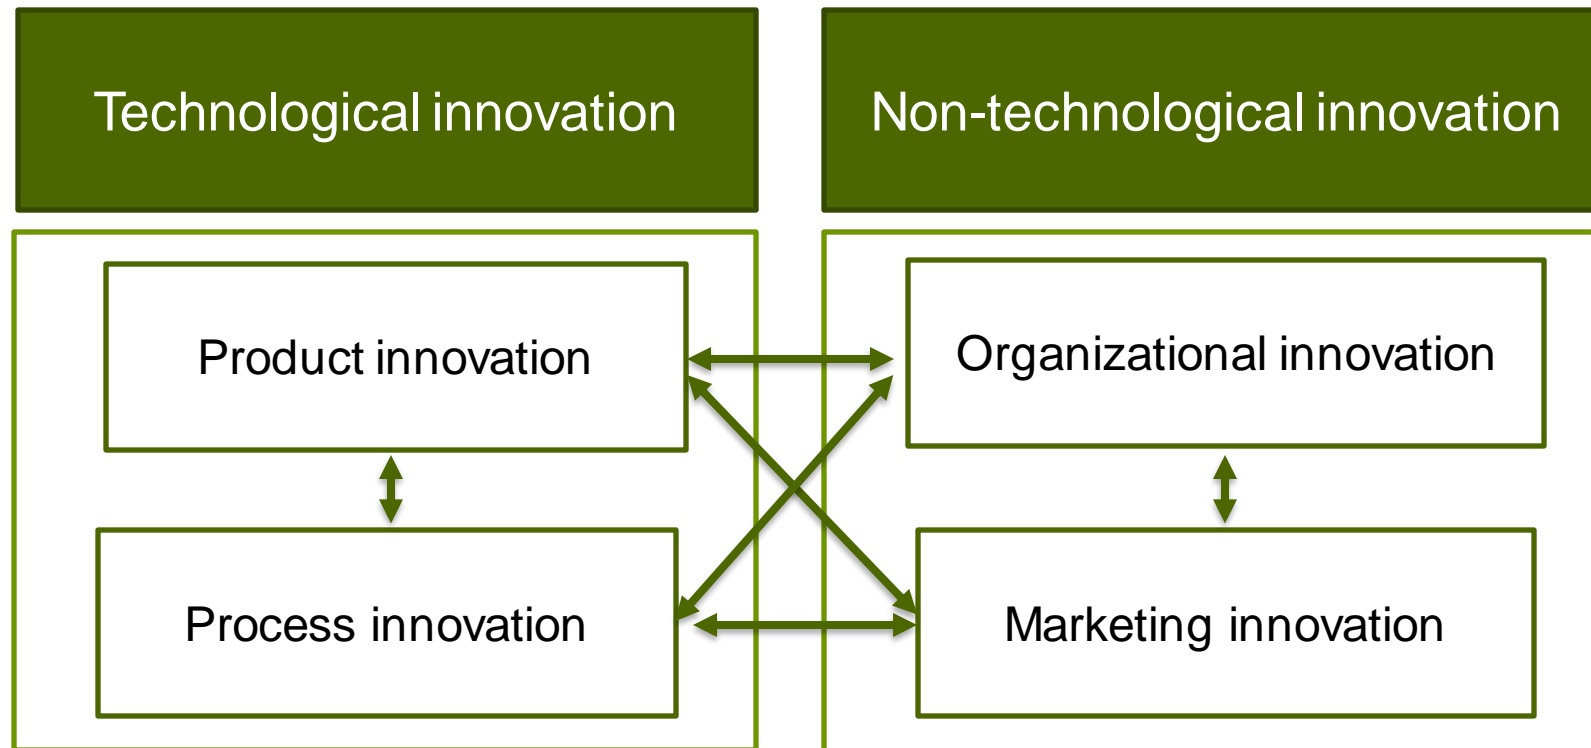 Technological innovation
Non-technological innovation
Product innovation
Organizational innovation
Process innovation
Marketing innovation